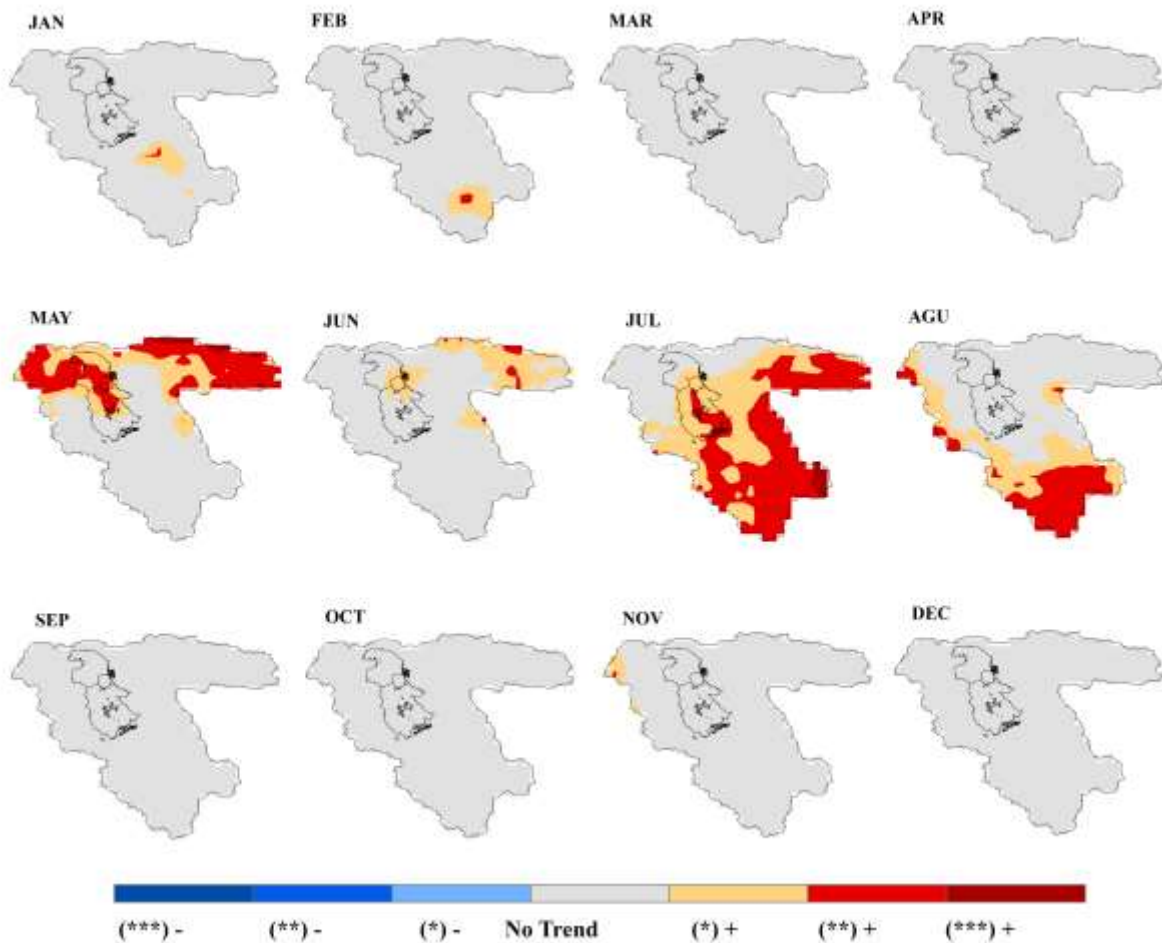 JAN FEB MAR APR
MAY JUN JUL AGU
SEP OCT NOV DEC
(***) - (**) - (*) - No Trend (*) + (**) + (***) +